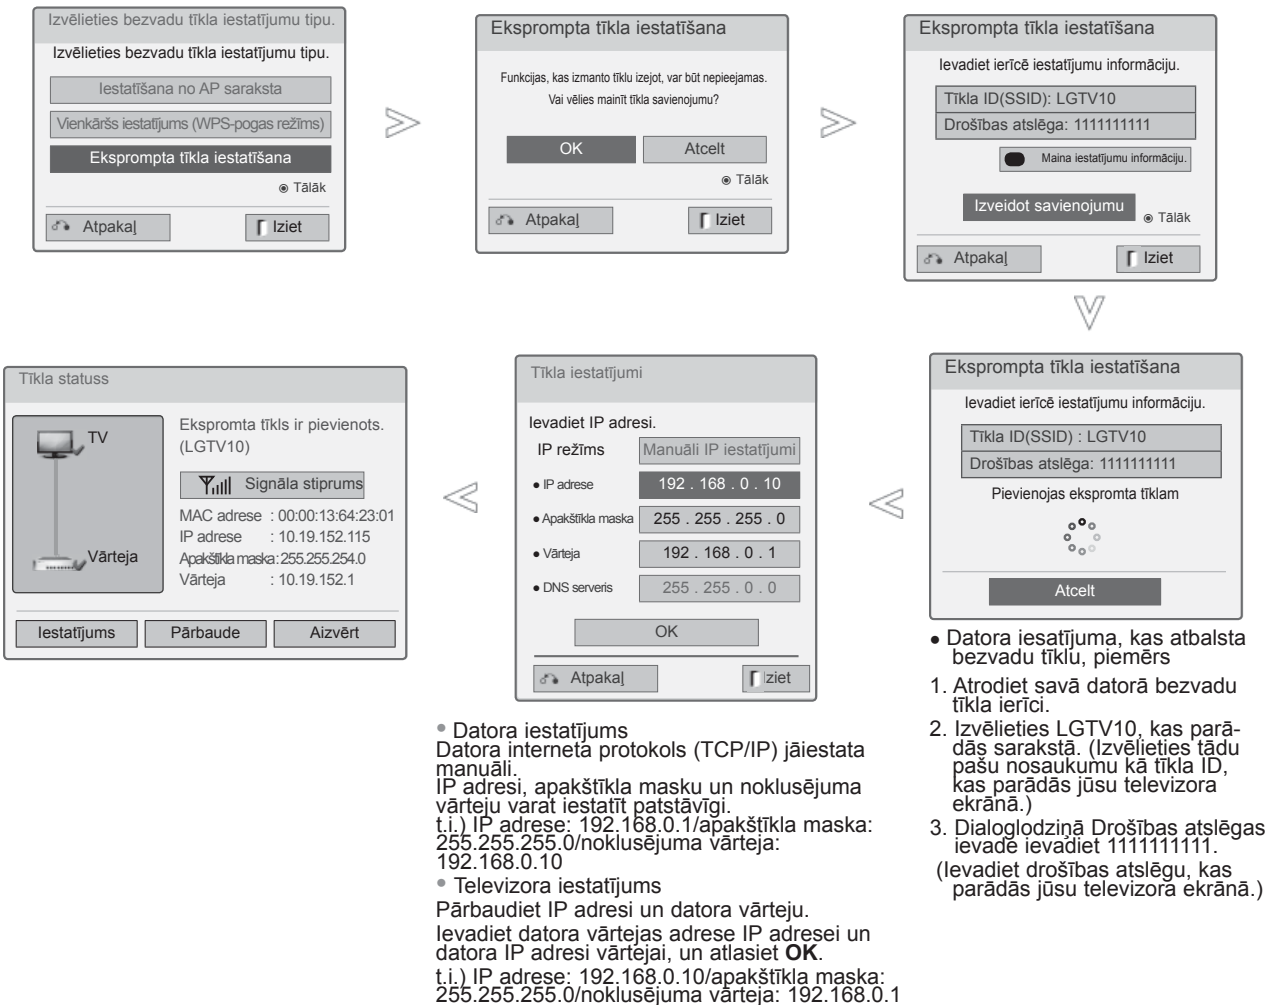 Izvēlieties bezvadu tīkla iestatījumu tipu.
Izvēlieties bezvadu tīkla iestatījumu tipu.
Iestatīšana no AP saraksta
Vienkāršs iestatījums (WPS-pogas režīms)
Eksprompta tīkla iestatīšana
Tālāk
Atpakaļ
Iziet
Eksprompta tīkla iestatīšana
Funkcijas, kas izmanto tīklu izejot, var būt nepieejamas.
Vai vēlies mainīt tīkla savienojumu?
OK
Atcelt
Tālāk
Atpakaļ
Iziet
Eksprompta tīkla iestatīšana
Ievadiet ierīcē iestatījumu informāciju.
Tīkla ID(SSID): LGTV10
Drošības atslēga: 1111111111
Maina iestatījumu informāciju.
Izveidot savienojumu
Tālāk
Atpakaļ
Iziet
Eksprompta tīkla iestatīšana
Ievadiet ierīcē iestatījumu informāciju.
Tīkla ID(SSID) : LGTV10
Drošības atslēga: 1111111111
Pievienojas ekspromta tīklam
Atcelt
Tīkla iestatījumi
Ievadiet IP adresi.
IP režīms Manuāli IP iestatījumi
● IP adrese 192 . 168 . 0 . 10
● Apakštīkla maska 255 . 255 . 255 . 0
● Vārteja 192 . 168 . 0 . 1
● DNS serveris 255 . 255 . 0 . 0
OK
Atpakaļ
Iziet
Tīkla statuss
TV
Vārteja
Ekspromta tīkls ir pievienots.
(LGTV10)
Signāla stiprums
MAC adrese : 00:00:13:64:23:01
IP adrese : 10.19.152.115
Apakštīkla maska: 255.255.254.0
Vārteja : 10.19.152.1
Iestatījums
Pārbaude
Aizvērt
● Datora iesatījuma, kas atbalsta
bezvadu tīklu, piemērs
1. Atrodiet savā datorā bezvadu
tīkla ierīci.
2. Izvēlieties LGTV10, kas parā-
dās sarakstā. (Izvēlieties tādu
pašu nosaukumu kā tīkla ID,
kas parādās jūsu televizora
ekrānā.)
3. Dialoglodziņā Drošības atslēgas
ievade ievadiet 1111111111.
(Ievadiet drošības atslēgu, kas
parādās jūsu televizora ekrānā.)
• Datora iestatījums
Datora interneta protokols (TCP/IP) jāiestata
manuāli.
IP adresi, apakštīkla masku un noklusējuma
vārteju varat iestatīt patstāvīgi.
t.i.) IP adrese: 192.168.0.1/apakštīkla maska:
255.255.255.0/noklusējuma vārteja:
192.168.0.10
• Televizora iestatījums
Pārbaudiet IP adresi un datora vārteju.
Ievadiet datora vārtejas adrese IP adresei un
datora IP adresi vārtejai, un atlasiet OK.
t.i.) IP adrese: 192.168.0.10/apakštīkla maska:
255.255.255.0/noklusējuma vārteja: 192.168.0.1